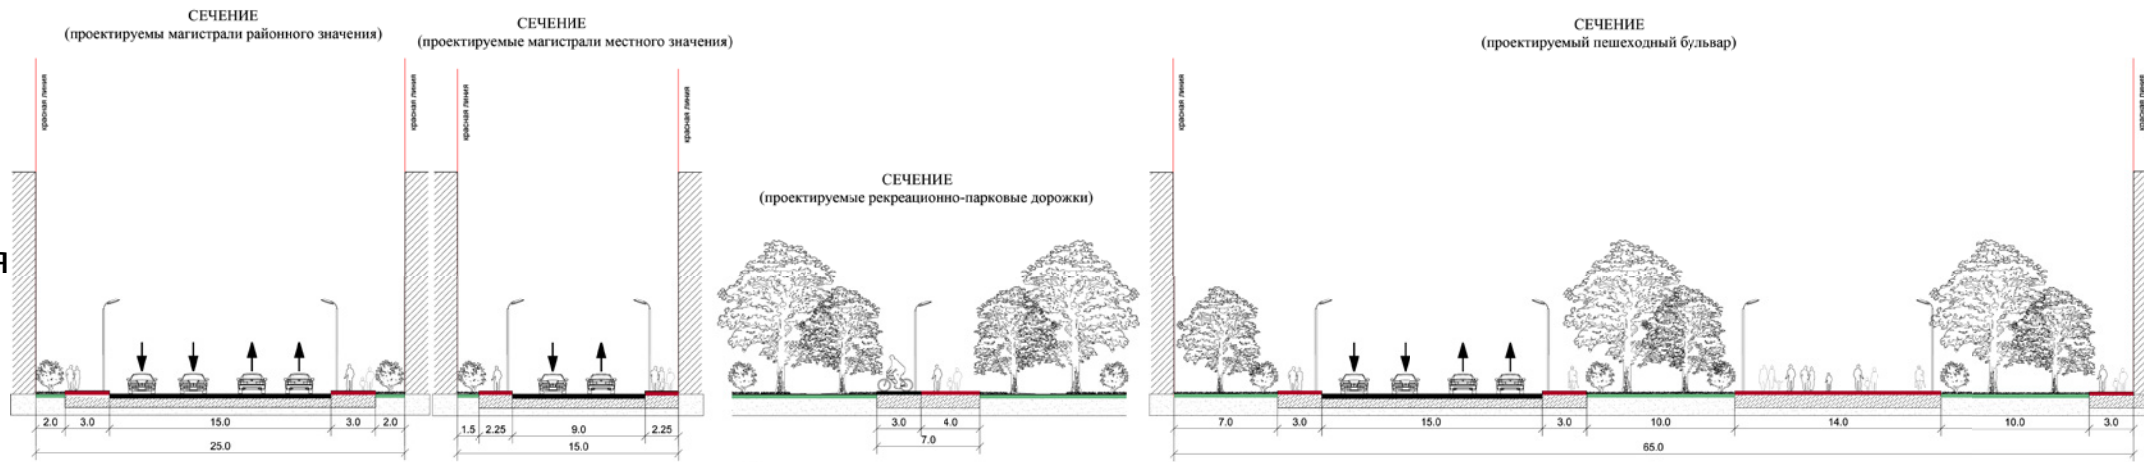 СЕЧЕНИЕ
(проектируемы магистрали районного значения)
красная линия
красная линия
2.0 3.0 15.0 3.0 2.0
25.0
СЕЧЕНИЕ
(проектируемые магистрали местного значения)
красная линия
красная линия
1.5 2.25 9.0 2.25
15.0
СЕЧЕНИЕ
(проектируемые рекреационно-парковые дорожки)
3.0 4.0
7.0
СЕЧЕНИЕ
(проектируемый пешеходный бульвар)
красная линия
красная линия
7.0 3.0 15.0 3.0 10.0 14.0 10.0 3.0
65.0
я